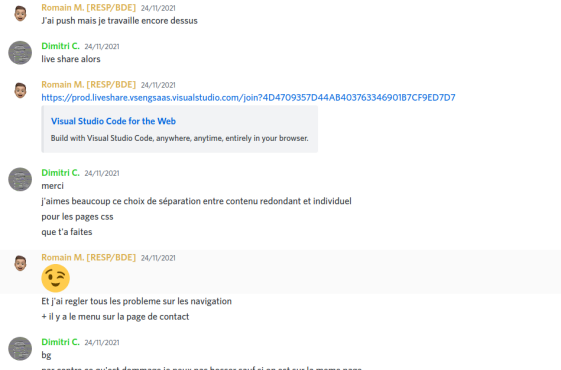 Romain M. [RESP/BDE] 24/11/2021
J'ai push mais je travaille encore dessus
Dimitri C. 24/11/2021
live share alors
Romain M. [RESP/BDE] 24/11/2021
https://prod.liveshare.vsengsaas.visualstudio.com/join?4D4709357D44AB403763346901B7CF9ED7D7
Visual Studio Code for the Web
Build with Visual Studio Code, anywhere, anytime, entirely in your browser.
Dimitri C. 24/11/2021
merci
j'aimes beaucoup ce choix de séparation entre contenu redondant et individuel
pour les pages css
que t'a faites
Romain M. [RESP/BDE] 24/11/2021
Et j'ai regler tous les probleme sur les navigation
+ il y a le menu sur la page de contact
Dimitri C. 24/11/2021
bg